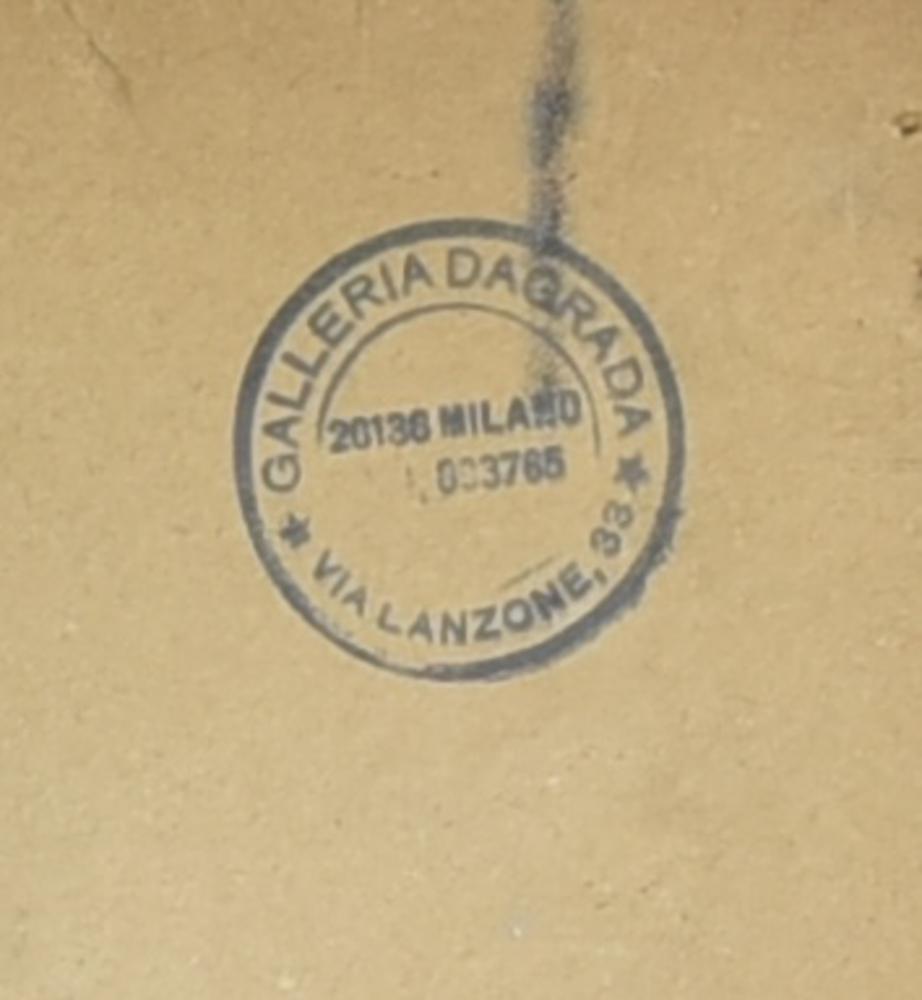 GALLERIA DAGRADA
20136 MILANO
VIA LANZONE, 33